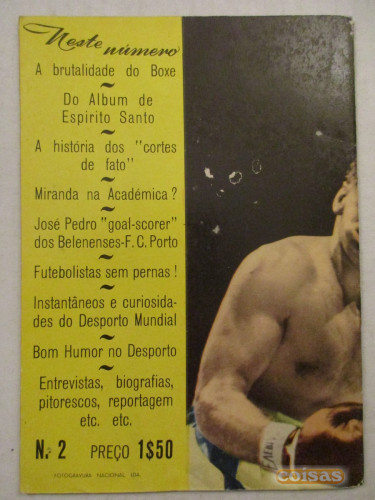 Neste número
A brutalidade do Boxe
~
Do Album de
Espirito Santo
~
A história dos "cortes
de fato"
~
Miranda na Académica ?
~
José Pedro "goal-scorer"
dos Belenenses-F. C. Porto
~
Futebolistas sem pernas !
~
Instantâneos e curiosida-
des do Desporto Mundial
~
Bom Humor no Desporto
~
Entrevistas, biografias,
pitorescos, reportagem
etc. etc.
N.º 2 PREÇO 1$50
FOTOGRAVURA NACIONAL LDA.
coisas